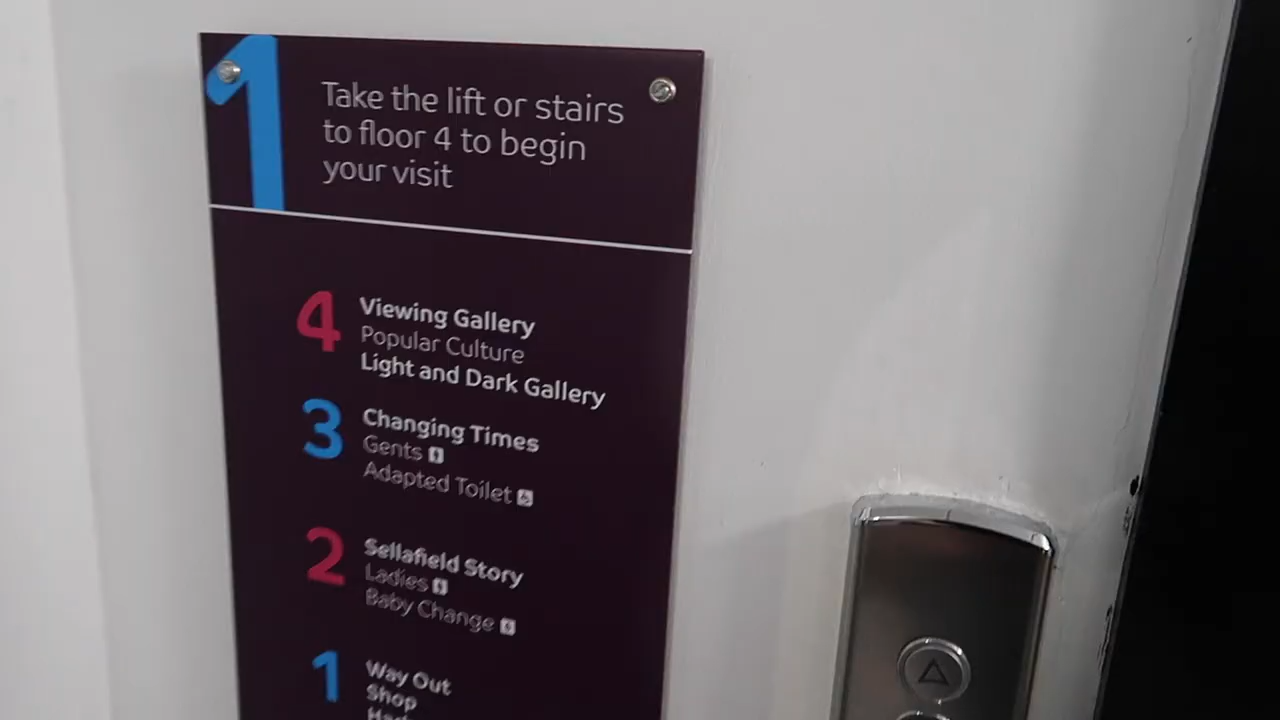 1
Take the lift or stairs
to floor 4 to begin
your visit
4
Viewing Gallery
Popular Culture
Light and Dark Gallery
3
Changing Times
Gents
Adapted Toilet
2
Sellafield Story
Ladies
Baby Change
1
Way Out
Shop